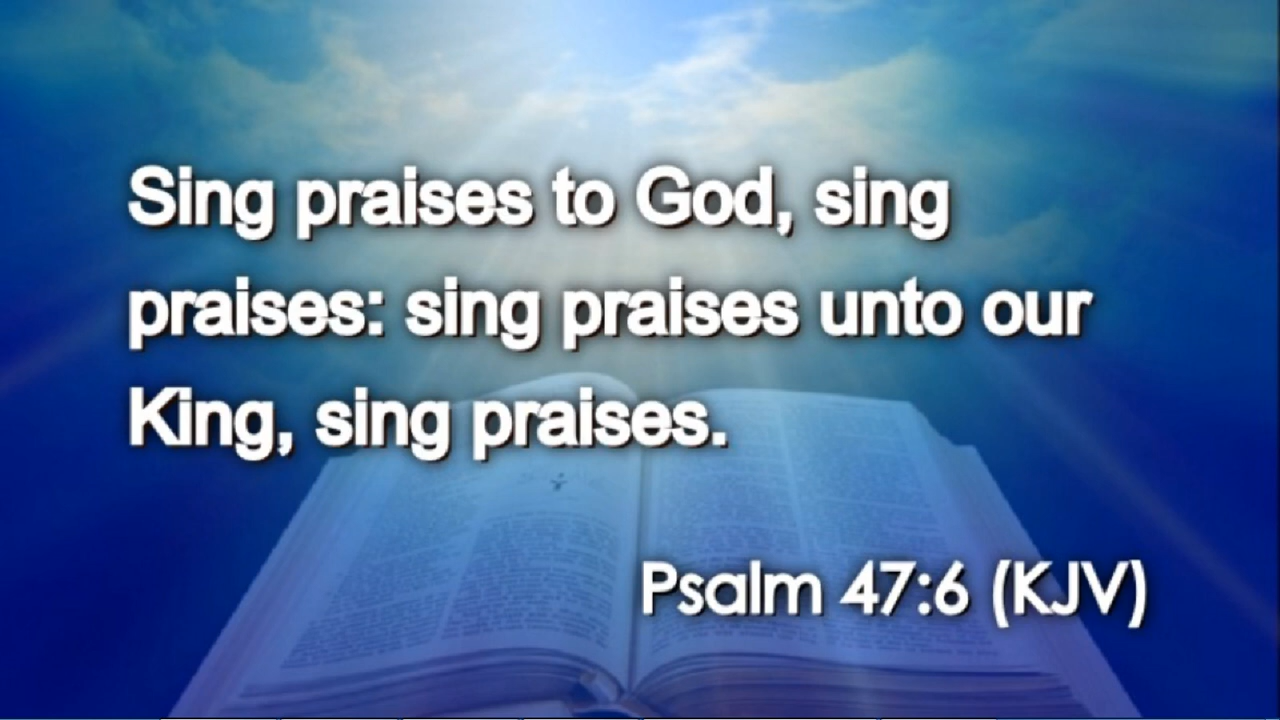 Sing praises to God, sing
praises: sing praises unto our
King, sing praises.
Psalm 47:6 (KJV)